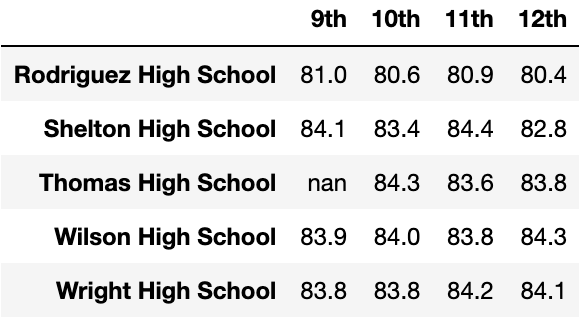 9th 10th 11th 12th
Rodriguez High School 81.0 80.6 80.9 80.4
Shelton High School 84.1 83.4 84.4 82.8
Thomas High School nan 84.3 83.6 83.8
Wilson High School 83.9 84.0 83.8 84.3
Wright High School 83.8 83.8 84.2 84.1